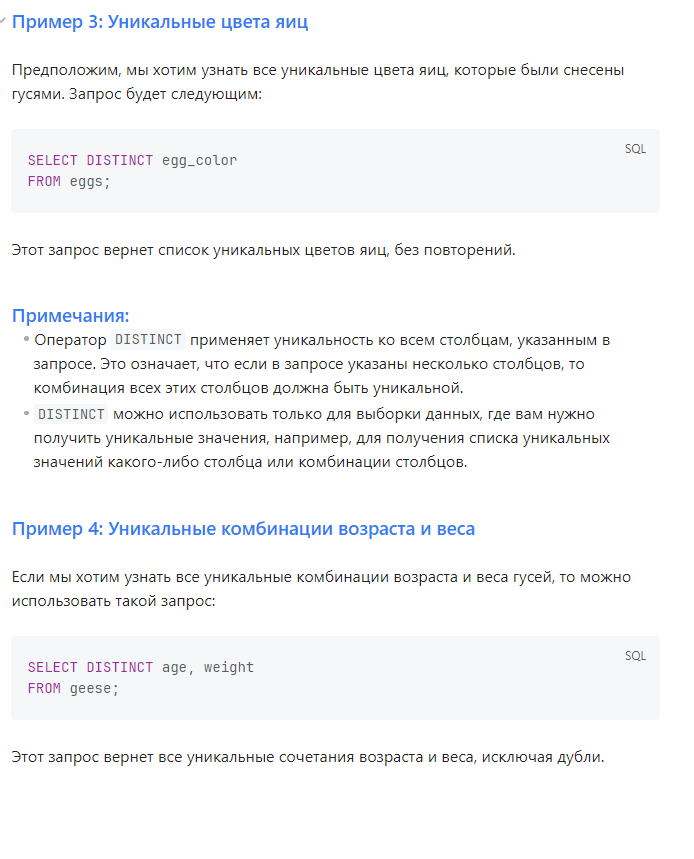 Пример 3: Уникальные цвета яиц
Предположим, мы хотим узнать все уникальные цвета яиц, которые были снесены
гусями. Запрос будет следующим:
SQL
SELECT DISTINCT egg_color
FROM eggs;
Этот запрос вернет список уникальных цветов яиц, без повторений.
Примечания:
Оператор DISTINCT применяет уникальность ко всем столбцам, указанным в
запросе. Это означает, что если в запросе указаны несколько столбцов, то
комбинация всех этих столбцов должна быть уникальной.
DISTINCT можно использовать только для выборки данных, где вам нужно
получить уникальные значения, например, для получения списка уникальных
значений какого-либо столбца или комбинации столбцов.
Пример 4: Уникальные комбинации возраста и веса
Если мы хотим узнать все уникальные комбинации возраста и веса гусей, то можно
использовать такой запрос:
SQL
SELECT DISTINCT age, weight
FROM geese;
Этот запрос вернет все уникальные сочетания возраста и веса, исключая дубли.